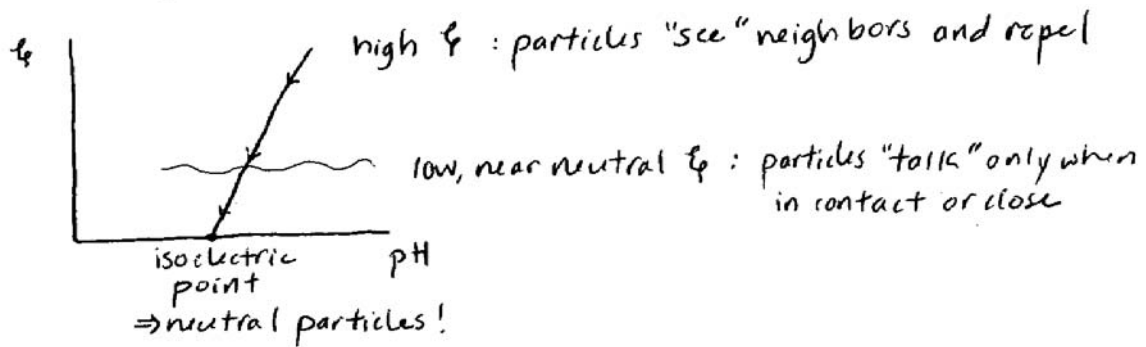 ξ
high ξ : particles "see" neighbors and repel
low, near neutral ξ : particles "talk" only when
in contact or close
isoelectric
point
pH
⇒ neutral particles!